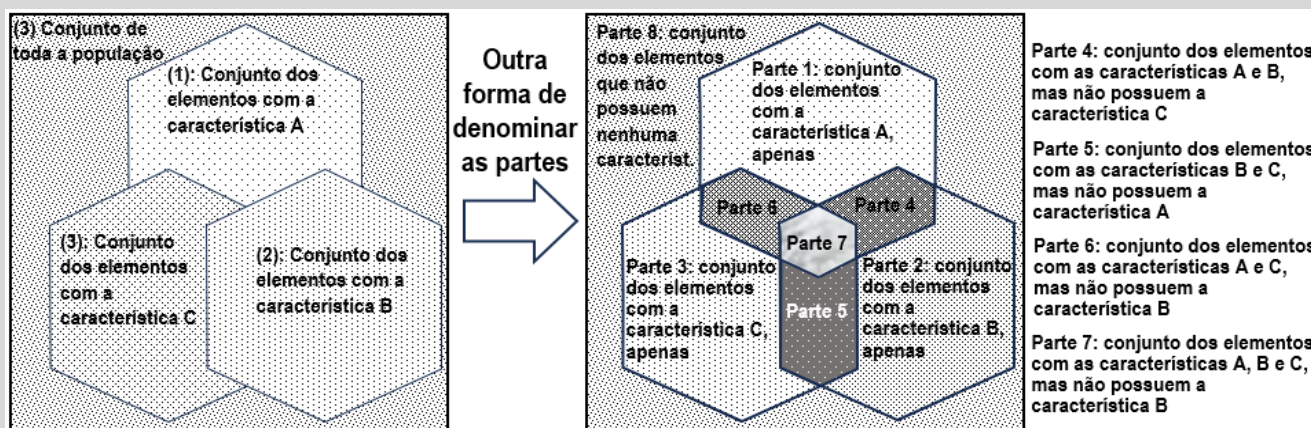 (3) Conjunto de
toda a população
(1): Conjunto dos
elementos com a
característica A
(3): Conjunto
dos elementos
com a
característica C
(2): Conjunto dos
elementos com a
característica B
Outra
forma de
denominar
as partes
Parte 8: conjunto
dos elementos
que não
possuem
nenhuma
caracterist.
Parte 1: conjunto
dos elementos
com a
característica A,
apenas
Parte 6
Parte 4
Parte 7
Parte 3: conjunto
dos elementos
com a
característica C,
apenas
Parte 5
Parte 2: conjunto
dos elementos
com a
característica B,
apenas
Parte 4: conjunto dos elementos
com as características A e B,
mas não possuem a
característica C
Parte 5: conjunto dos elementos
com as características B e C,
mas não possuem a
característica A
Parte 6: conjunto dos elementos
com as características A e C,
mas não possuem a
característica B
Parte 7: conjunto dos elementos
com as características A, B e C,
mas não possuem a
característica B